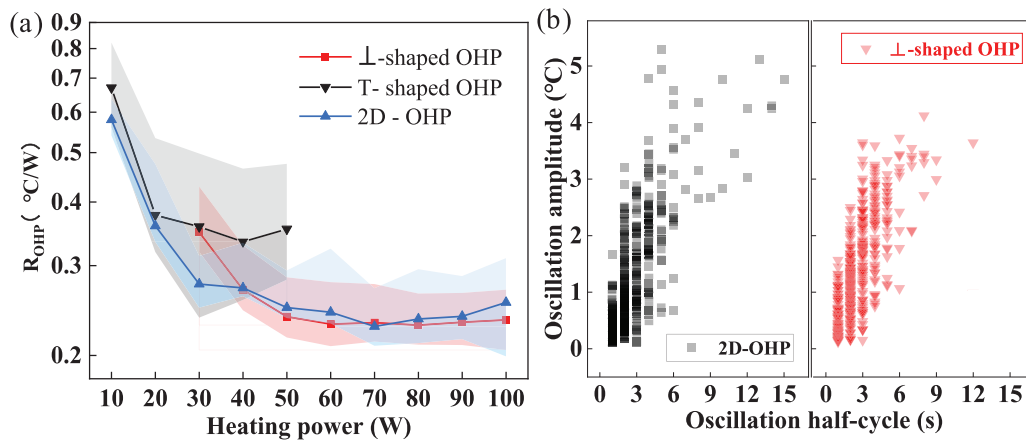 (a)
0.9
0.8
0.7
0.6
0.5
0.4
0.3
0.2
R_OHP( °C/W)
⊥-shaped OHP
T- shaped OHP
2D - OHP
10 20 30 40 50 60 70 80 90 100
Heating power (W)
(b)
5
4
3
2
1
0
Oscillation amplitude (°C)
2D-OHP
⊥-shaped OHP
0 3 6 9 12 15 0 3 6 9 12 15
Oscillation half-cycle (s)